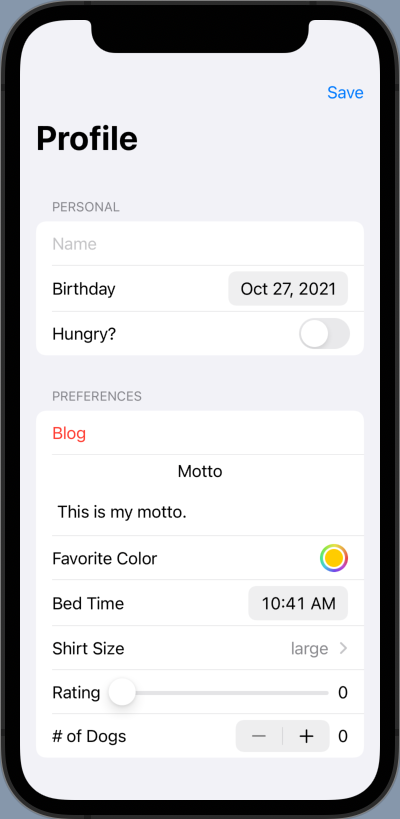 Save
Profile
PERSONAL
Name
Birthday Oct 27, 2021
Hungry?
PREFERENCES
Blog
Motto
This is my motto.
Favorite Color
Bed Time 10:41 AM
Shirt Size large
Rating 0
# of Dogs 0